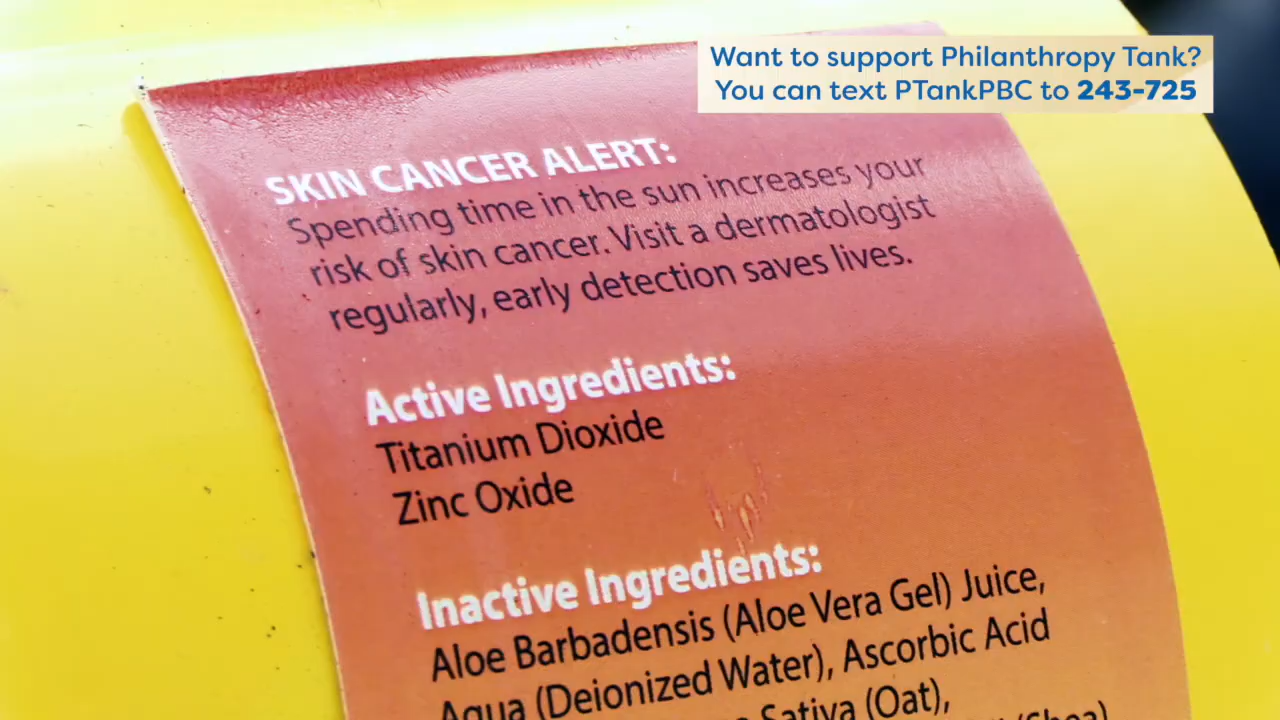 Want to support Philanthropy Tank?
You can text PTankPBC to 243-725
SKIN CANCER ALERT:
Spending time in the sun increases your
risk of skin cancer. Visit a dermatologist
regularly, early detection saves lives.
Active Ingredients:
Titanium Dioxide
Zinc Oxide
Inactive Ingredients:
Aloe Barbadensis (Aloe Vera Gel) Juice,
Aqua (Deionized Water), Ascorbic Acid
Sativa (Oat),
(Shea)